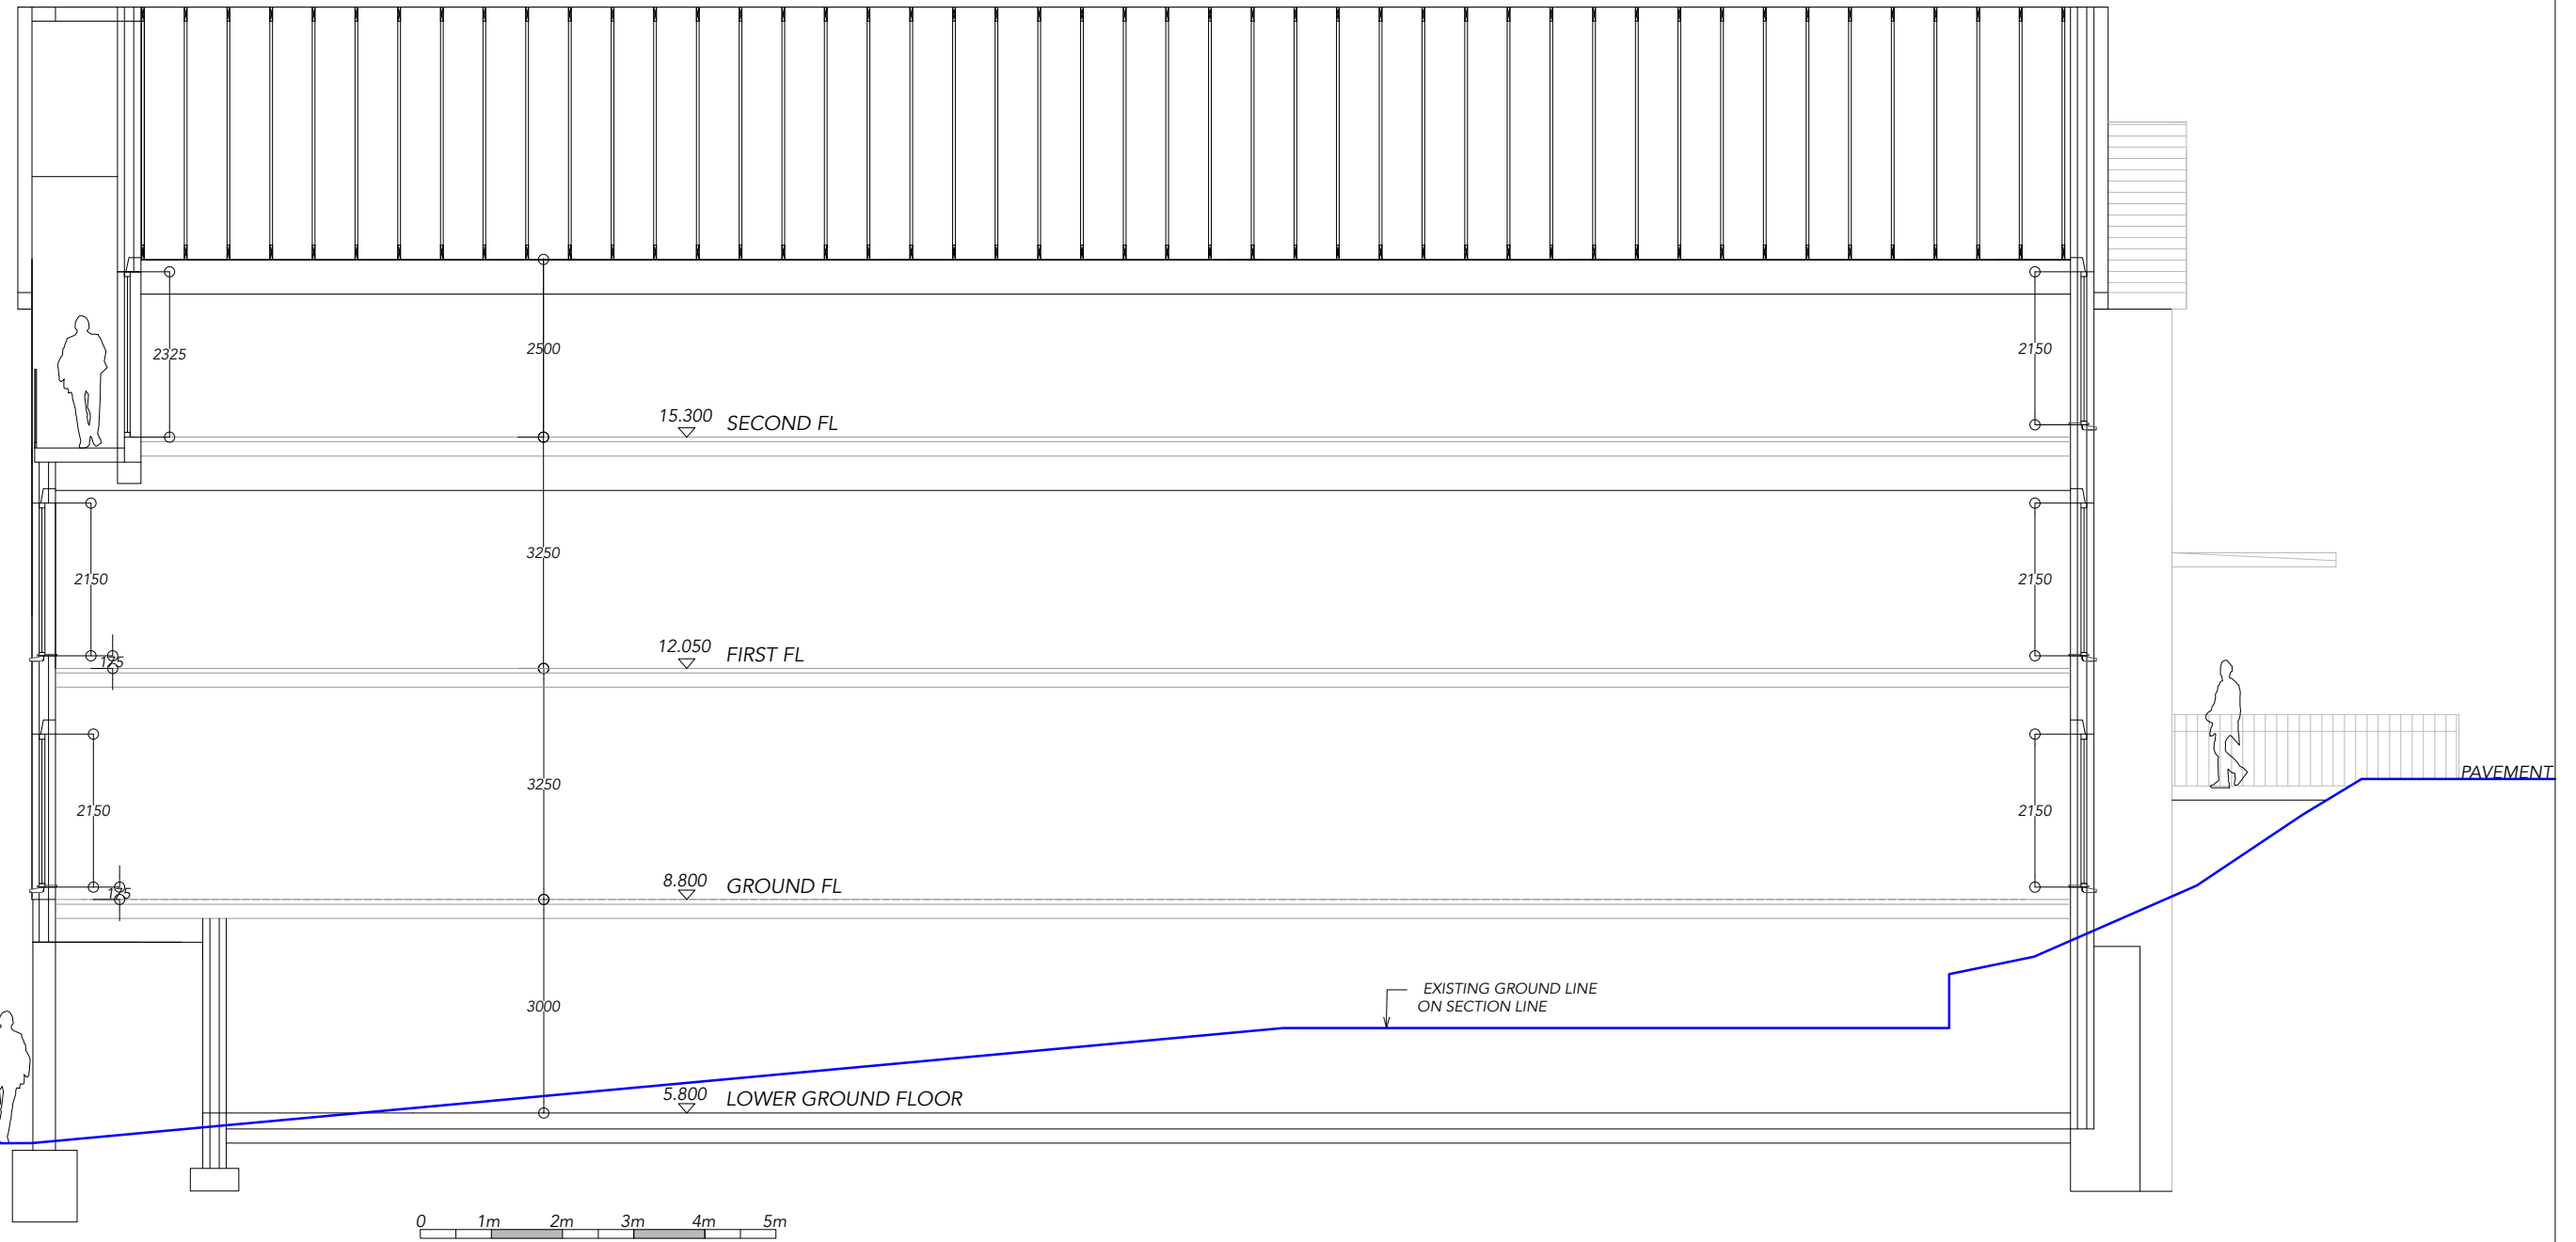 2325
2500
2150
15.300 SECOND FL
3250
2150
2150
12.050 FIRST FL
175
3250
2150
2150
PAVEMENT
8.800 GROUND FL
175
EXISTING GROUND LINE
ON SECTION LINE
3000
5.800 LOWER GROUND FLOOR
0 1m 2m 3m 4m 5m